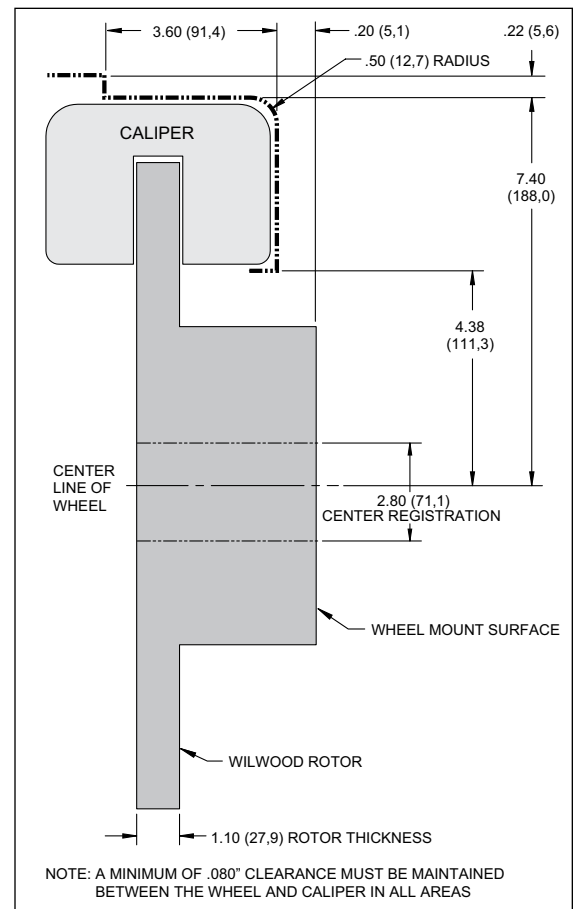 3.60 (91,4)
.20 (5,1)
.22 (5,6)
.50 (12,7) RADIUS
CALIPER
7.40
(188,0)
4.38
(111,3)
CENTER
LINE OF
WHEEL
2.80 (71,1)
CENTER REGISTRATION
WHEEL MOUNT SURFACE
WILWOOD ROTOR
1.10 (27,9) ROTOR THICKNESS
NOTE: A MINIMUM OF .080" CLEARANCE MUST BE MAINTAINED
BETWEEN THE WHEEL AND CALIPER IN ALL AREAS